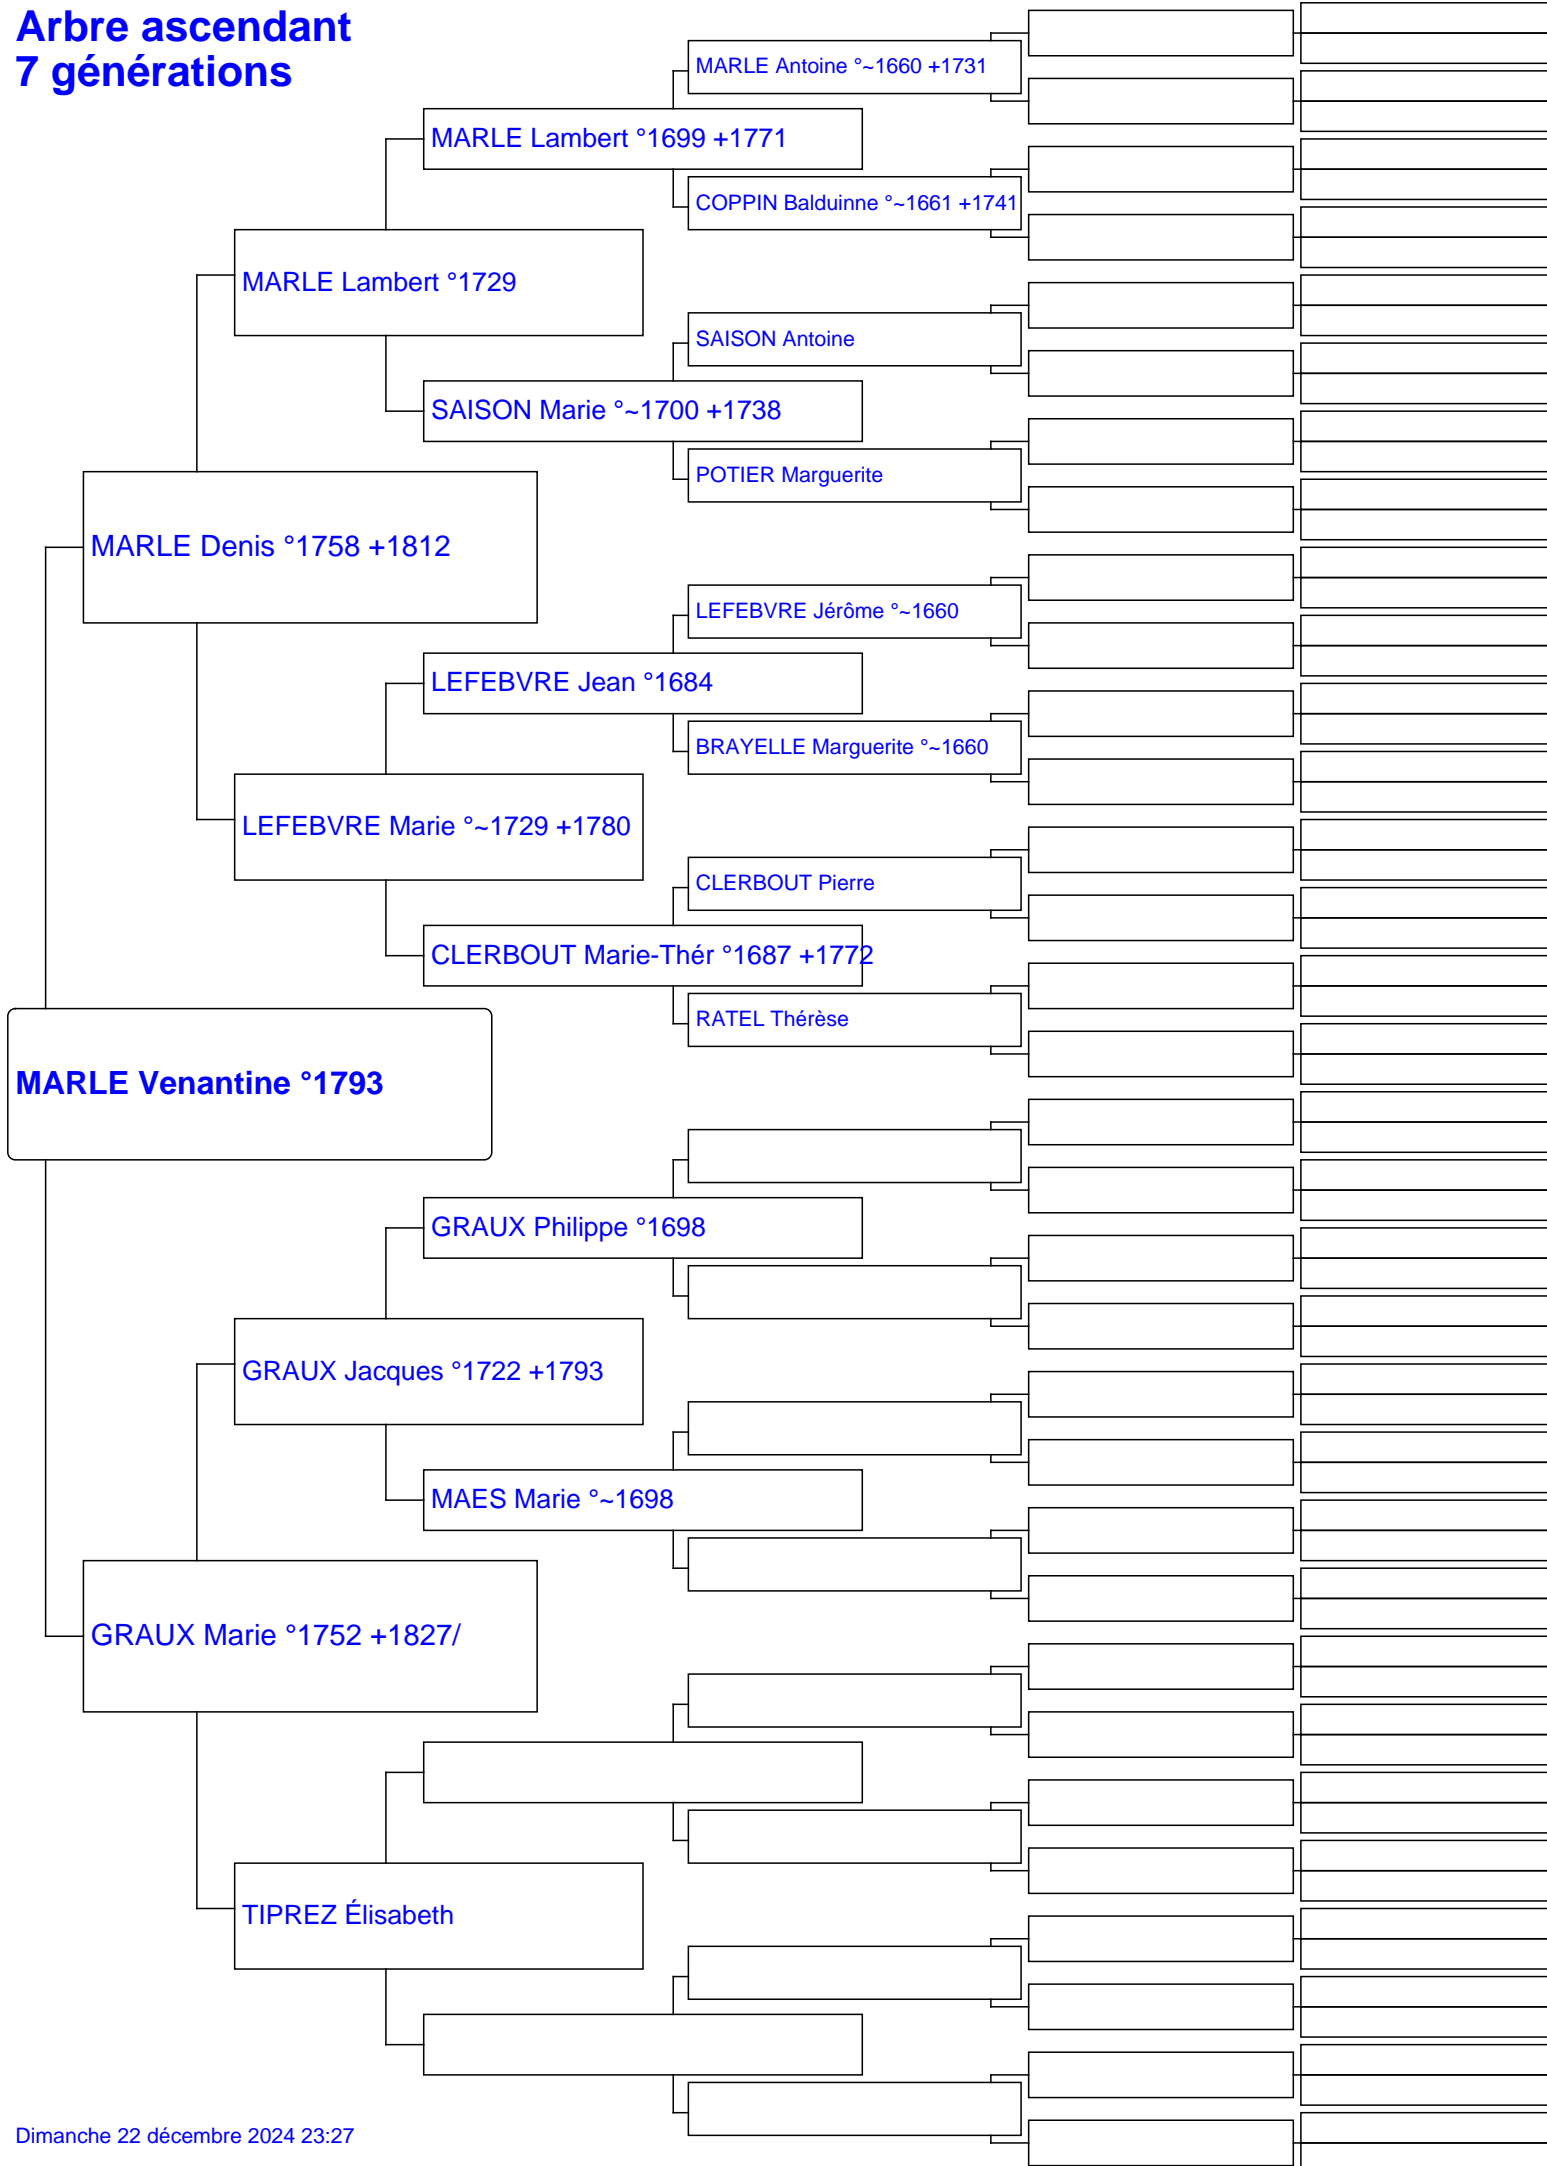 Arbre ascendant
7 générations
MARLE Antoine °~1660 +1731
MARLE Lambert °1699 +1771
COPPIN Balduinne °~1661 +1741
MARLE Lambert °1729
SAISON Antoine
SAISON Marie °~1700 +1738
POTIER Marguerite
MARLE Denis °1758 +1812
LEFEBVRE Jérôme °~1660
LEFEBVRE Jean °1684
BRAYELLE Marguerite °~1660
LEFEBVRE Marie °~1729 +1780
CLERBOUT Pierre
CLERBOUT Marie-Thér °1687 +1772
RATEL Thérèse
MARLE Venantine °1793
GRAUX Philippe °1698
GRAUX Jacques °1722 +1793
MAES Marie °~1698
GRAUX Marie °1752 +1827/
TIPREZ Élisabeth
Dimanche 22 décembre 2024 23:27